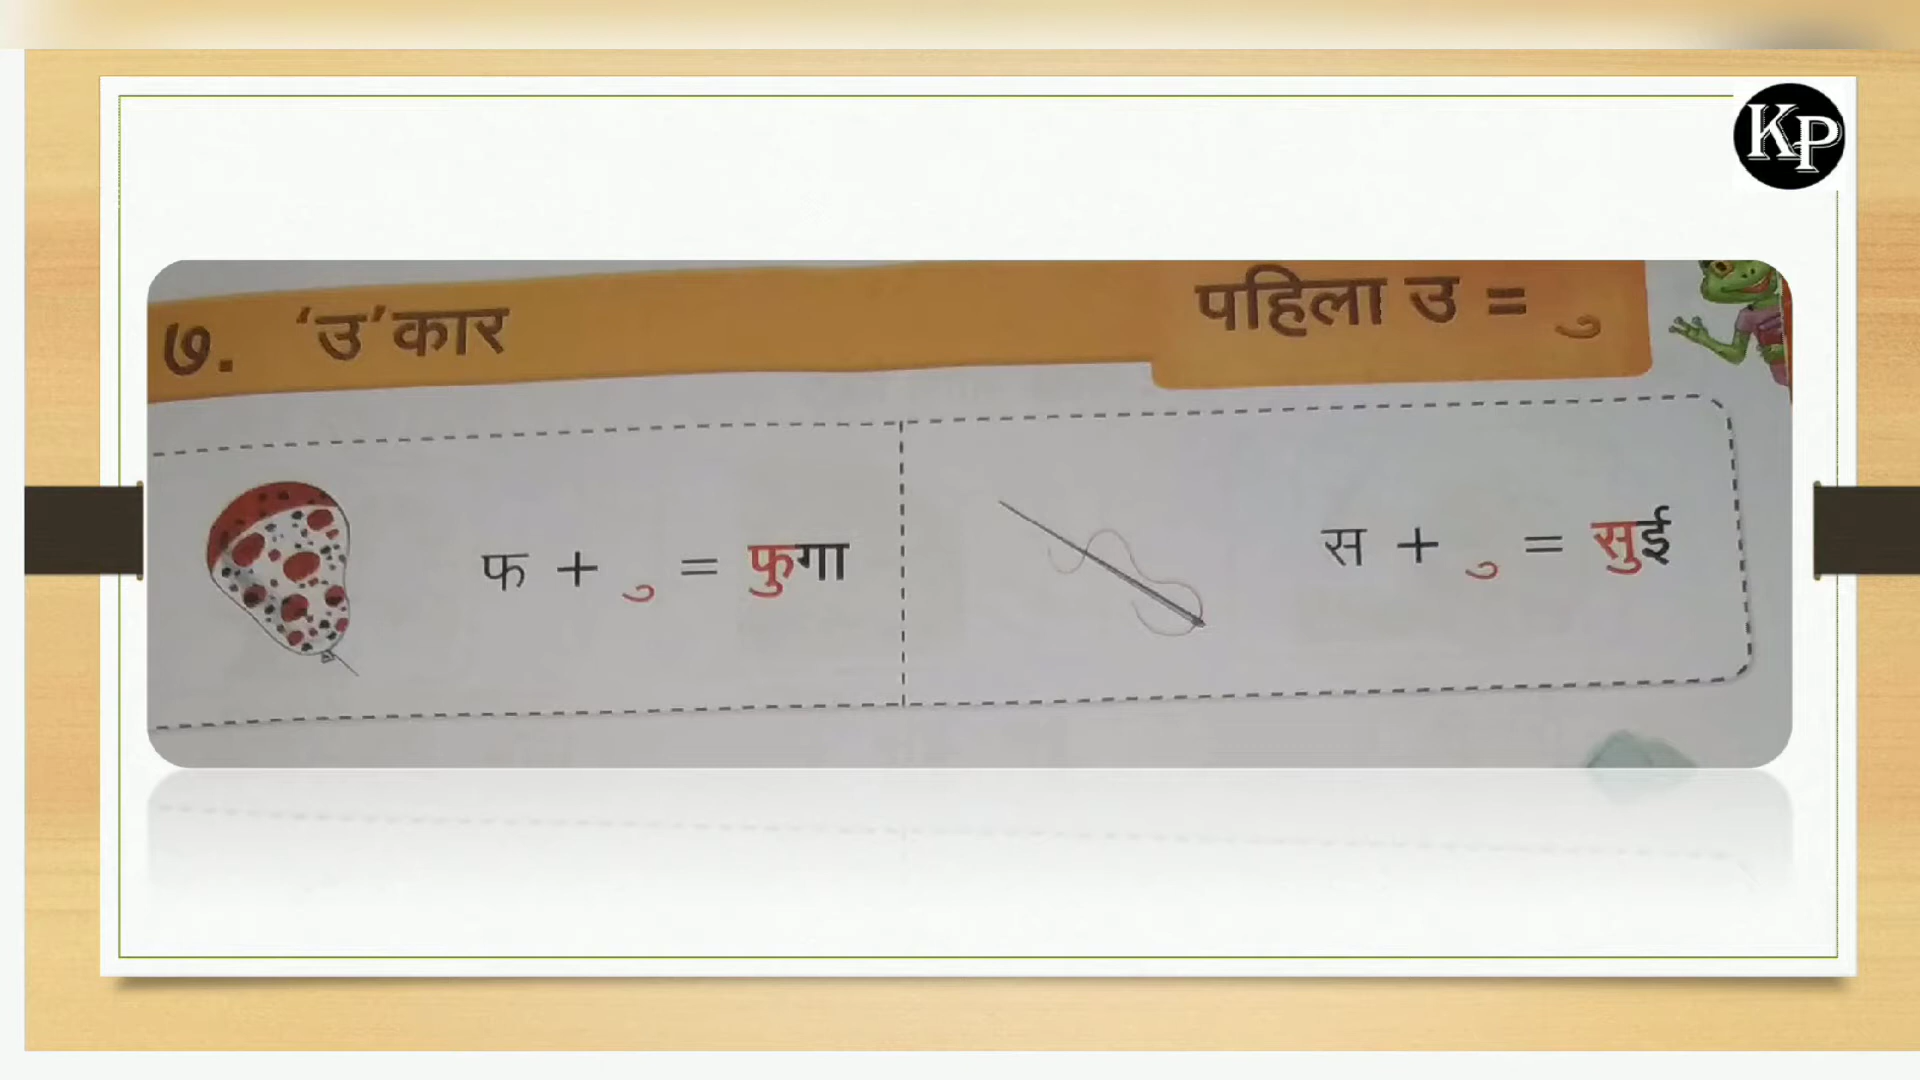 KP
७. ‘उ’कार पहिला उ = ु
फ + ु = फुगा
स + ु = सुई